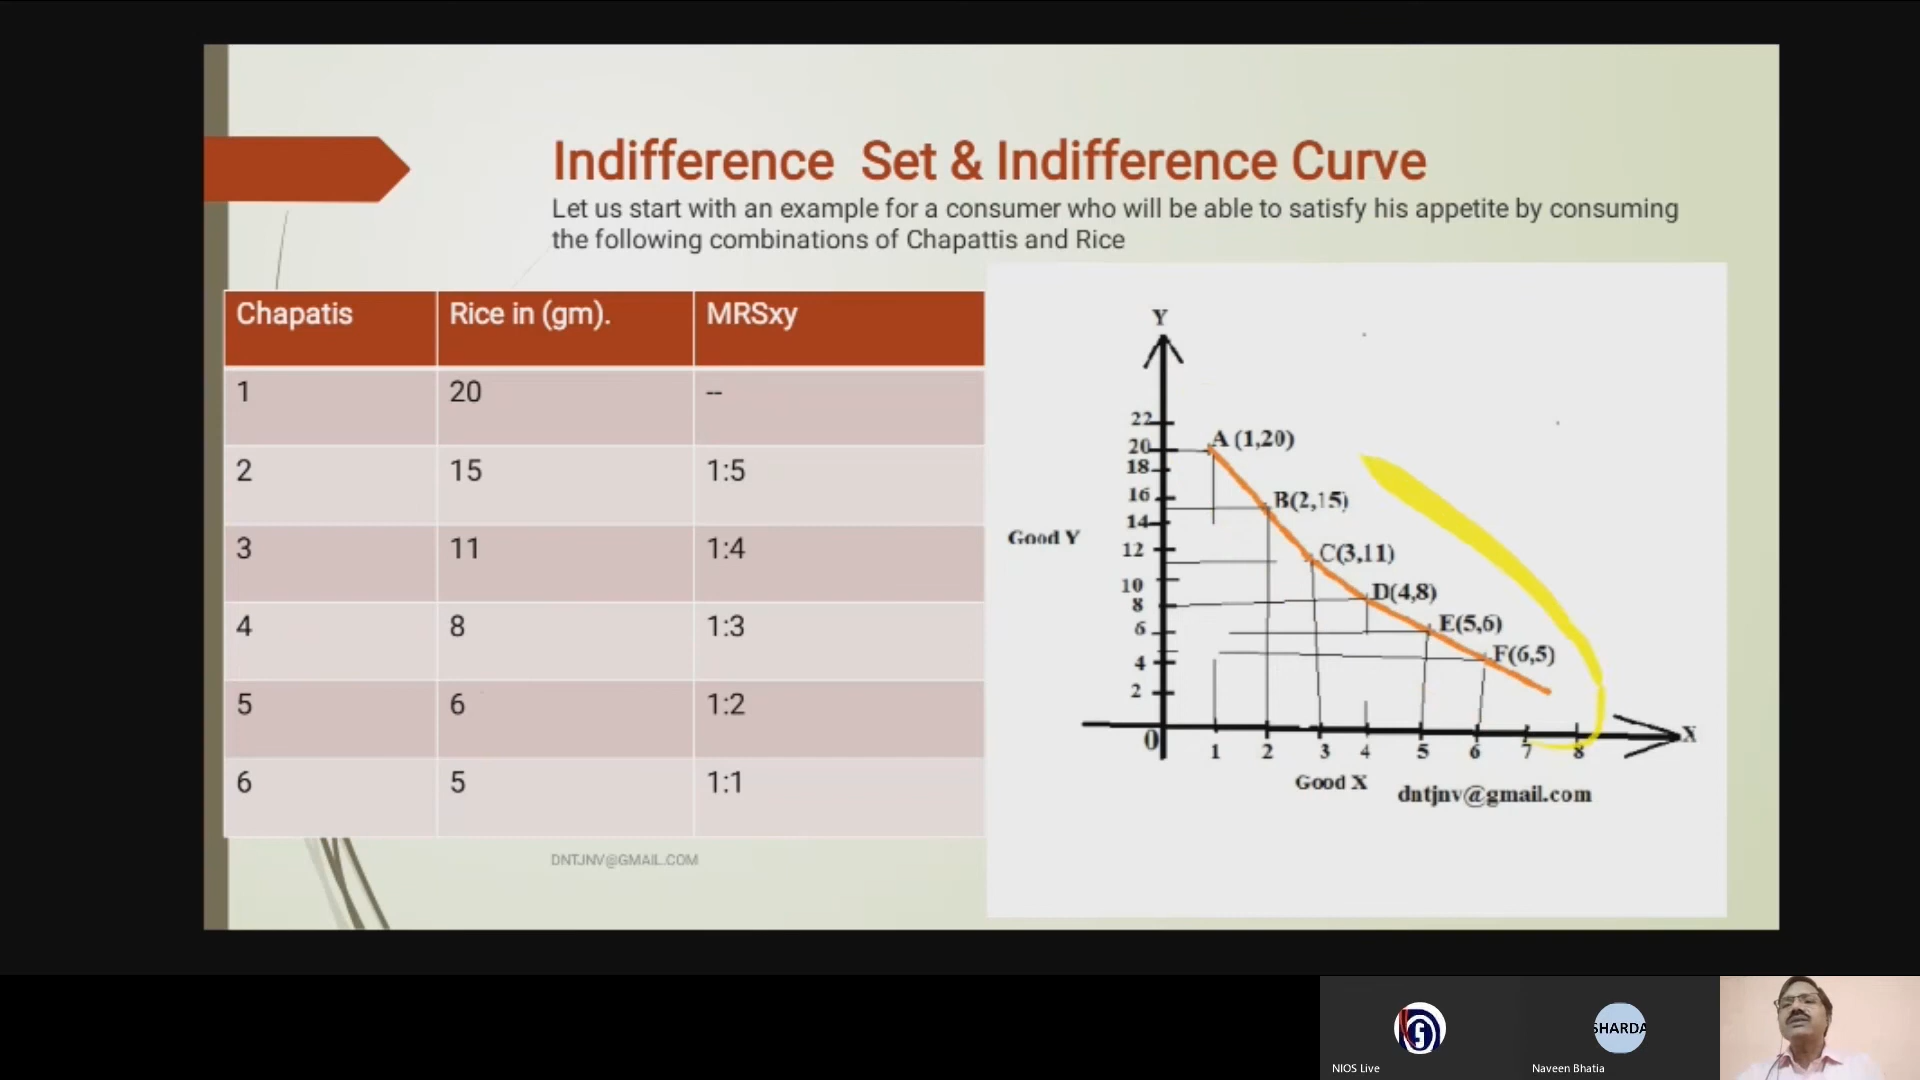 Indifference Set & Indifference Curve
Let us start with an example for a consumer who will be able to satisfy his appetite by consuming
the following combinations of Chapattis and Rice
Chapatis Rice in (gm). MRSxy
1 20 --
2 15 1:5
3 11 1:4
4 8 1:3
5 6 1:2
6 5 1:1
DNTJNV@GMAIL.COM
Y
22
20
18
16
14
12
10
8
6
4
2
0
Good Y
A (1,20)
B(2,15)
C(3,11)
D(4,8)
E(5,6)
F(6,5)
1 2 3 4 5 6 7 8
X
Good X
dntjnv@gmail.com
NIOS Live
SHARDA
Naveen Bhatia